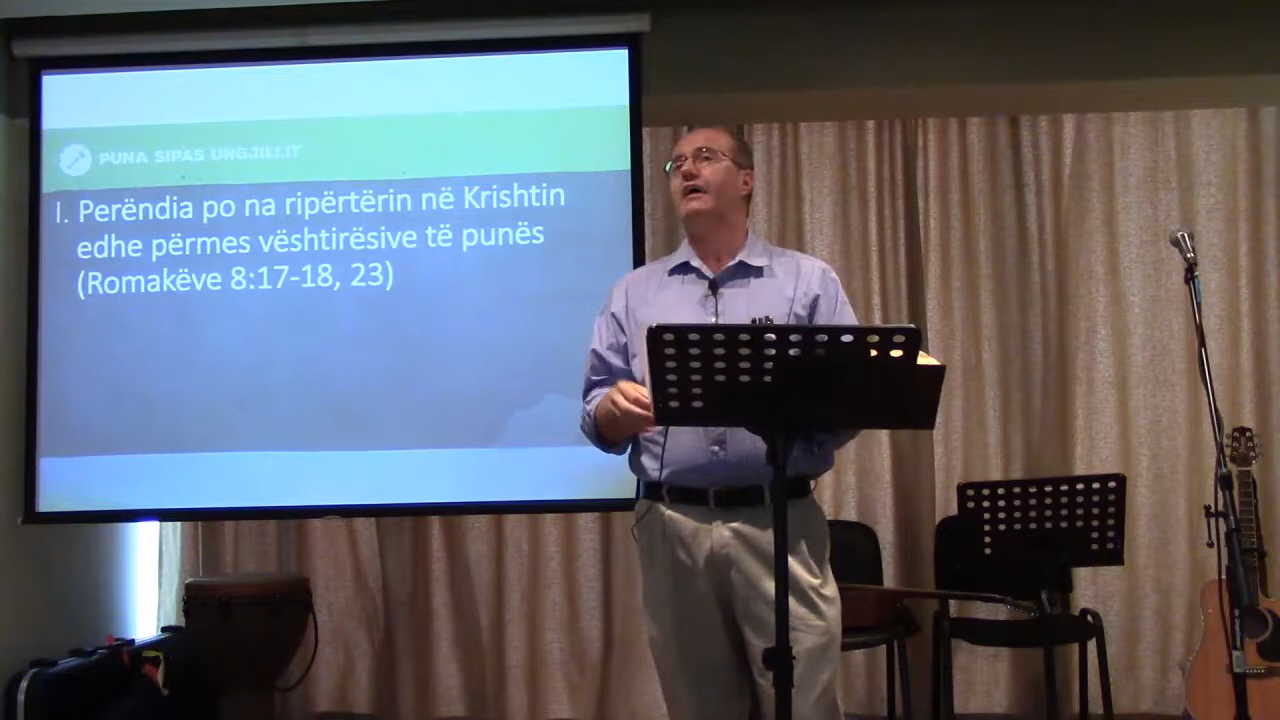 PUNA SIPAS UNGJILLIT
I. Perëndia po na ripërtërin në Krishtin
edhe përmes vështirësive të punës
(Romakëve 8:17-18, 23)